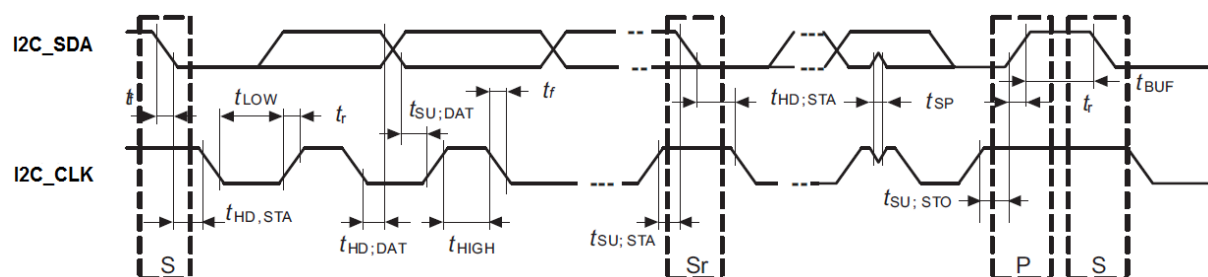 I2C_SDA
tf
tLOW
tr
tSU;DAT
tf
tHD;STA
tSP
tr
tBUF
I2C_CLK
tHD,STA
tHD;DAT
tHIGH
tSU;STA
tSU;STO
S
Sr
P
S